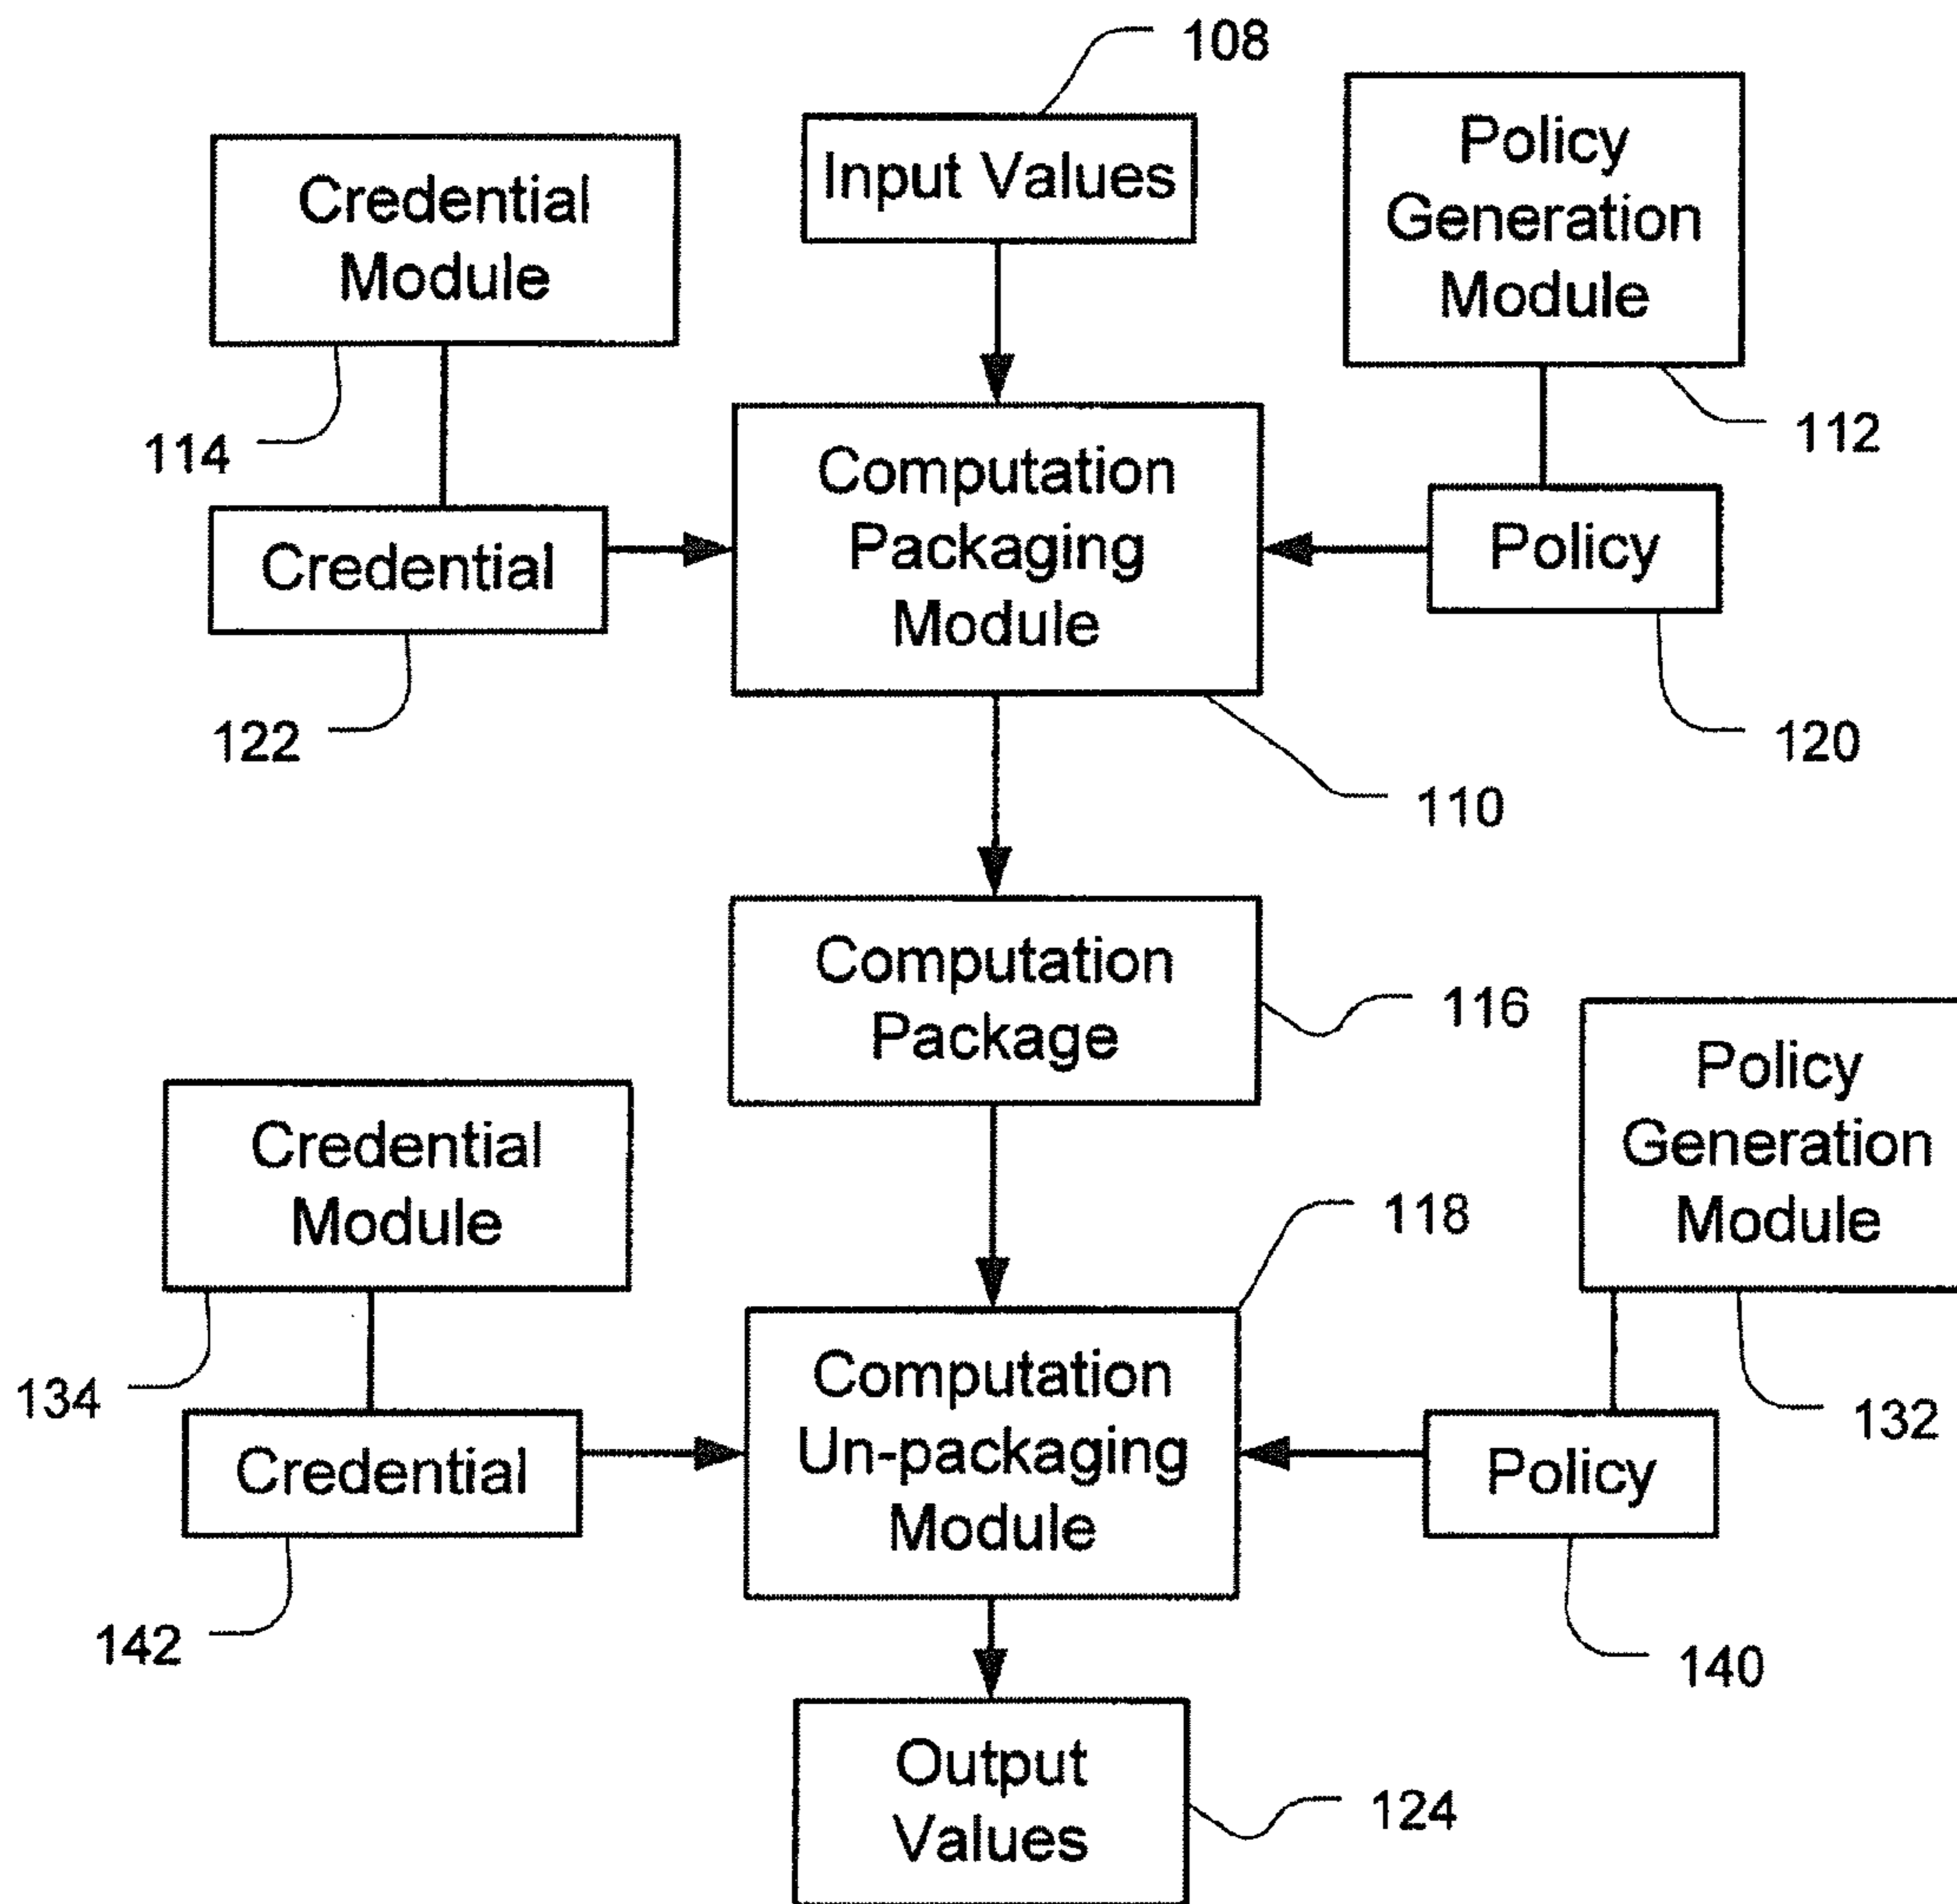 108
Input Values
Policy
Generation
Module
112
Credential
Module
114
Credential
122
Computation
Packaging
Module
110
Policy
120
Computation
Package
116
Policy
Generation
Module
132
Credential
Module
134
118
Credential
142
Computation
Un-packaging
Module
Policy
140
Output
Values
124